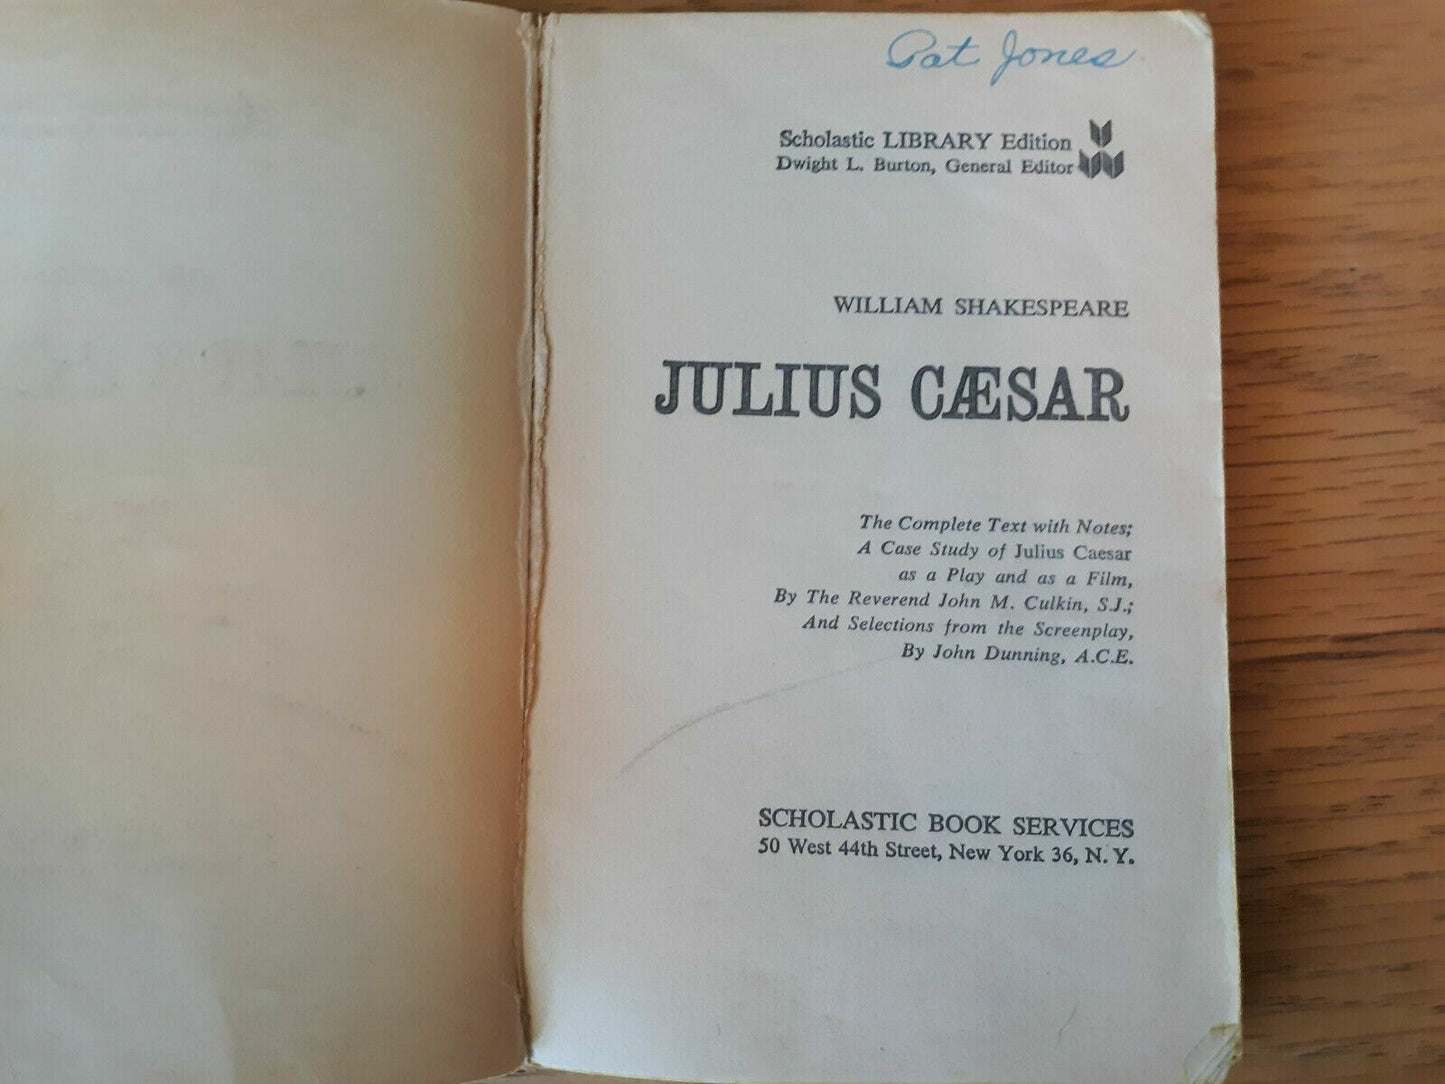 Pat Jones
Scholastic LIBRARY Edition
Dwight L. Burton, General Editor
WILLIAM SHAKESPEARE
JULIUS CÆSAR
The Complete Text with Notes;
A Case Study of Julius Caesar
as a Play and as a Film,
By The Reverend John M. Culkin, S.J.;
And Selections from the Screenplay,
By John Dunning, A.C.E.
SCHOLASTIC BOOK SERVICES
50 West 44th Street, New York 36, N. Y.